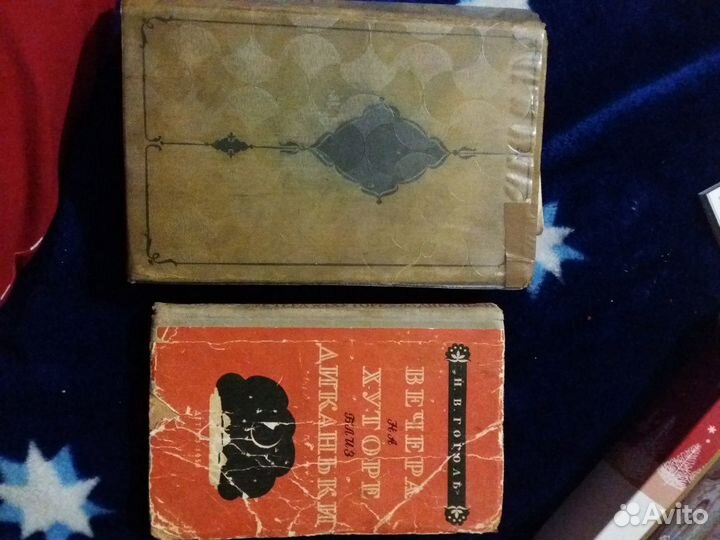 Н. В. ГОГОЛЬ
ВЕЧЕРА
НА
ХУТОРЕ
БЛИЗ
ДИКАНЬКИ
Avito